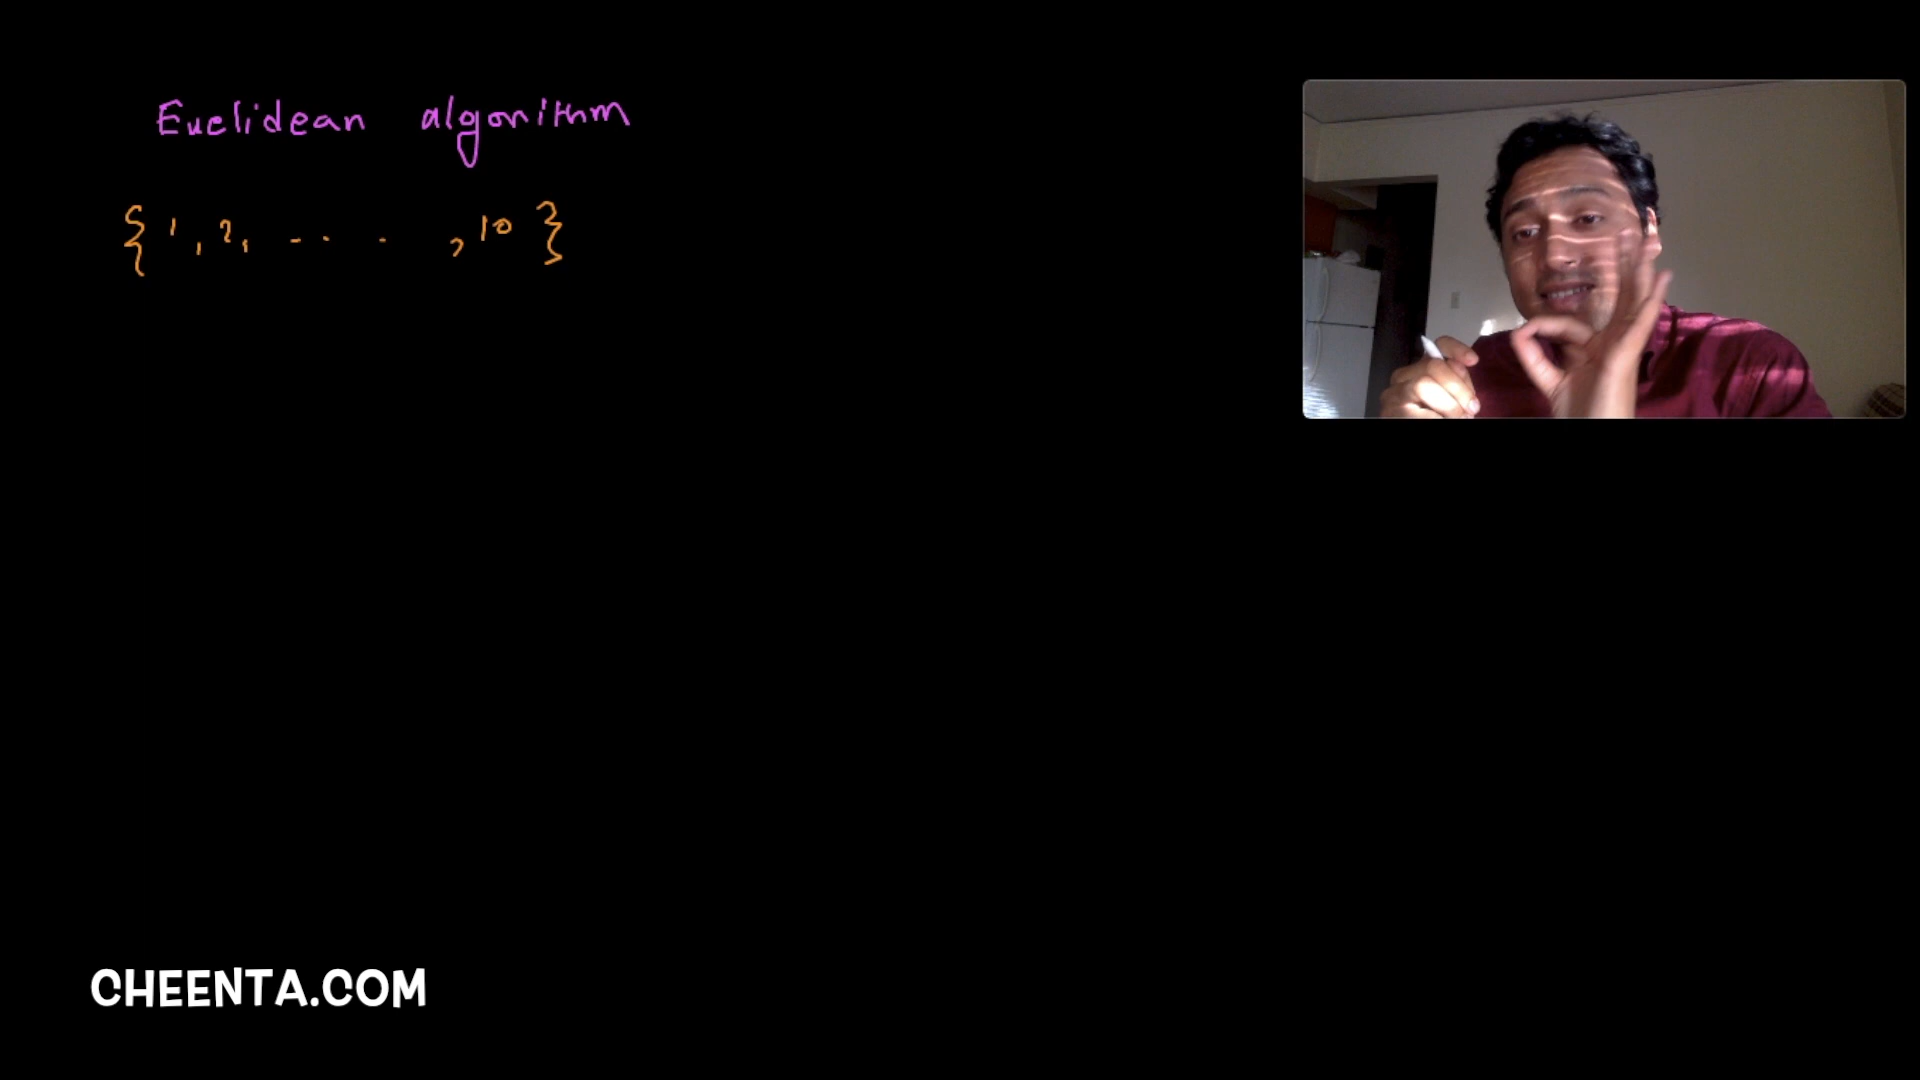 Euclidean algorithm
{ 1, 2, -- . , 10 }
CHEENTA.COM